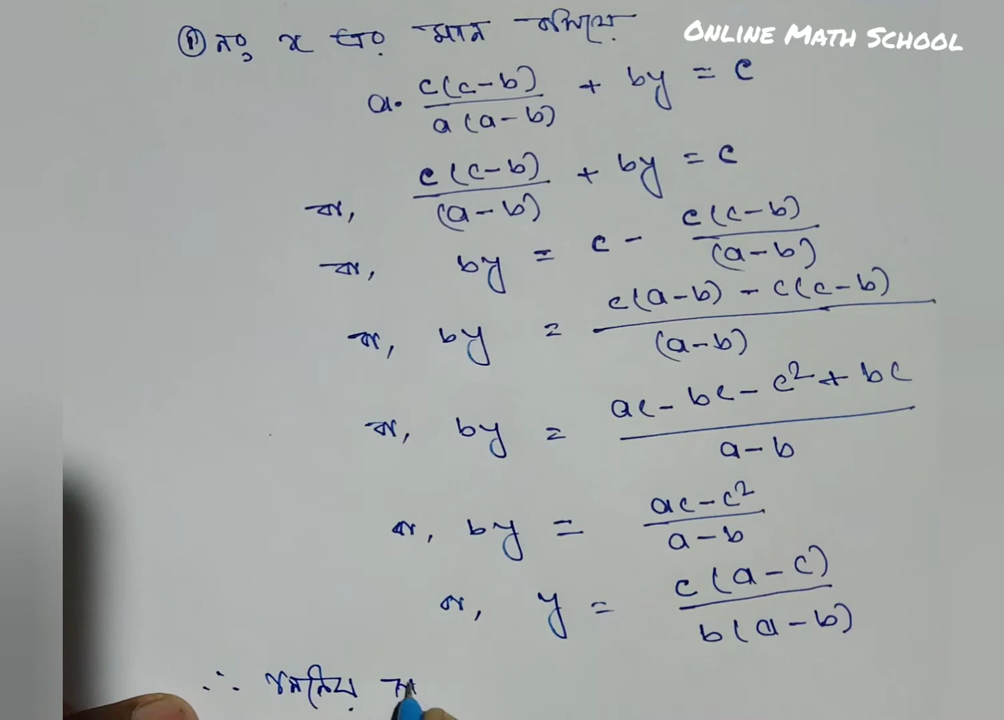 ONLINE MATH SCHOOL
① নং x এর মান বসিয়ে
a. c(c-b)/a(a-b) + by = c
বা, c(c-b)/(a-b) + by = c
বা, by = c - c(c-b)/(a-b)
বা, by = c(a-b) - c(c-b)/(a-b)
বা, by = ac - bc - c² + bc/a-b
বা, by = ac-c²/a-b
বা, y = c(a-c)/b(a-b)
∴ নির্ণেয়